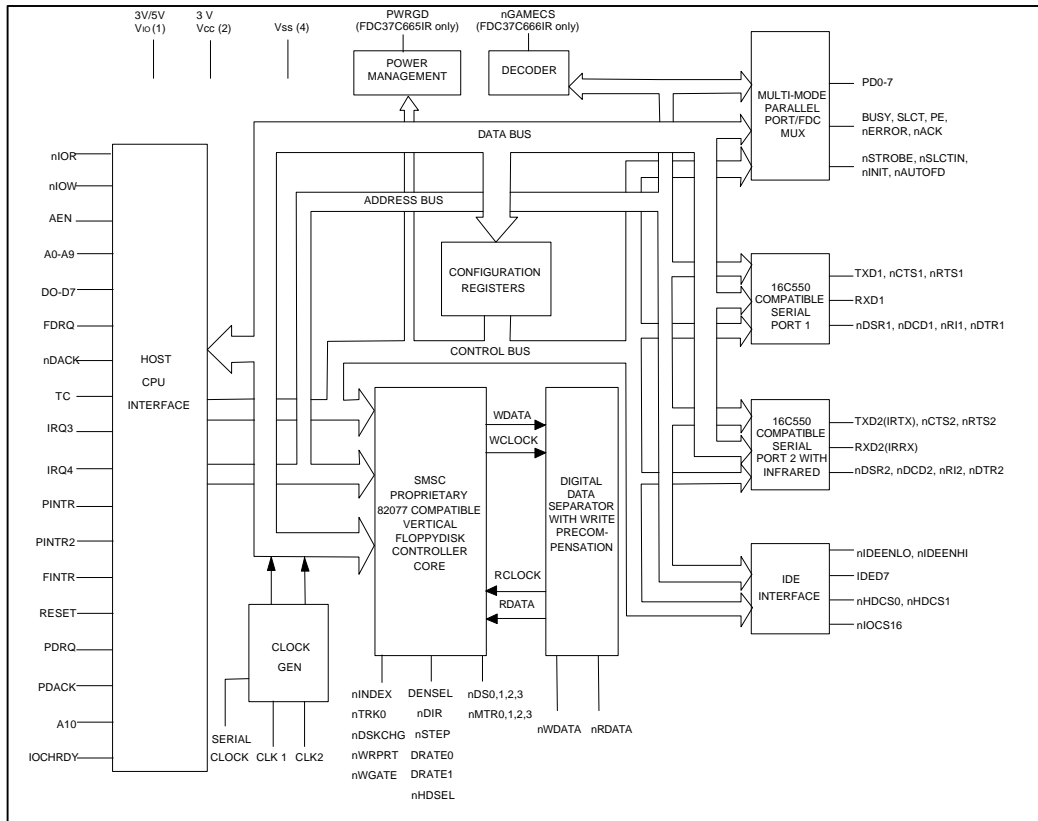 3V/5V
VIO (1)
3 V
Vcc (2)
Vss (4)
PWRGD
(FDC37C665IR only)
nGAMECS
(FDC37C666IR only)
POWER
MANAGEMENT
DECODER
MULTI-MODE
PARALLEL
PORT/FDC
MUX
PD0-7
BUSY, SLCT, PE,
nERROR, nACK
nSTROBE, nSLCTIN,
nINIT, nAUTOFD
DATA BUS
ADDRESS BUS
CONTROL BUS
nIOR
nIOW
AEN
A0-A9
DO-D7
FDRQ
nDACK
TC
IRQ3
IRQ4
PINTR
PINTR2
FINTR
RESET
PDRQ
PDACK
A10
IOCHRDY
HOST
CPU
INTERFACE
CONFIGURATION
REGISTERS
16C550
COMPATIBLE
SERIAL
PORT 1
TXD1, nCTS1, nRTS1
RXD1
nDSR1, nDCD1, nRI1, nDTR1
SMSC
PROPRIETARY
82077 COMPATIBLE
VERTICAL
FLOPPYDISK
CONTROLLER
CORE
WDATA
WCLOCK
RCLOCK
RDATA
DIGITAL
DATA
SEPARATOR
WITH WRITE
PRECOM-
PENSATION
16C550
COMPATIBLE
SERIAL
PORT 2 WITH
INFRARED
TXD2(IRTX), nCTS2, nRTS2
RXD2(IRRX)
nDSR2, nDCD2, nRI2, nDTR2
IDE
INTERFACE
nIDEENLO, nIDEENHI
IDED7
nHDCS0, nHDCS1
nIOCS16
CLOCK
GEN
SERIAL
CLOCK
CLK 1
CLK2
nINDEX
nTRK0
nDSKCHG
nWRPRT
nWGATE
DENSEL
nDIR
nSTEP
DRATE0
DRATE1
nHDSEL
nDS0,1,2,3
nMTR0,1,2,3
nWDATA
nRDATA